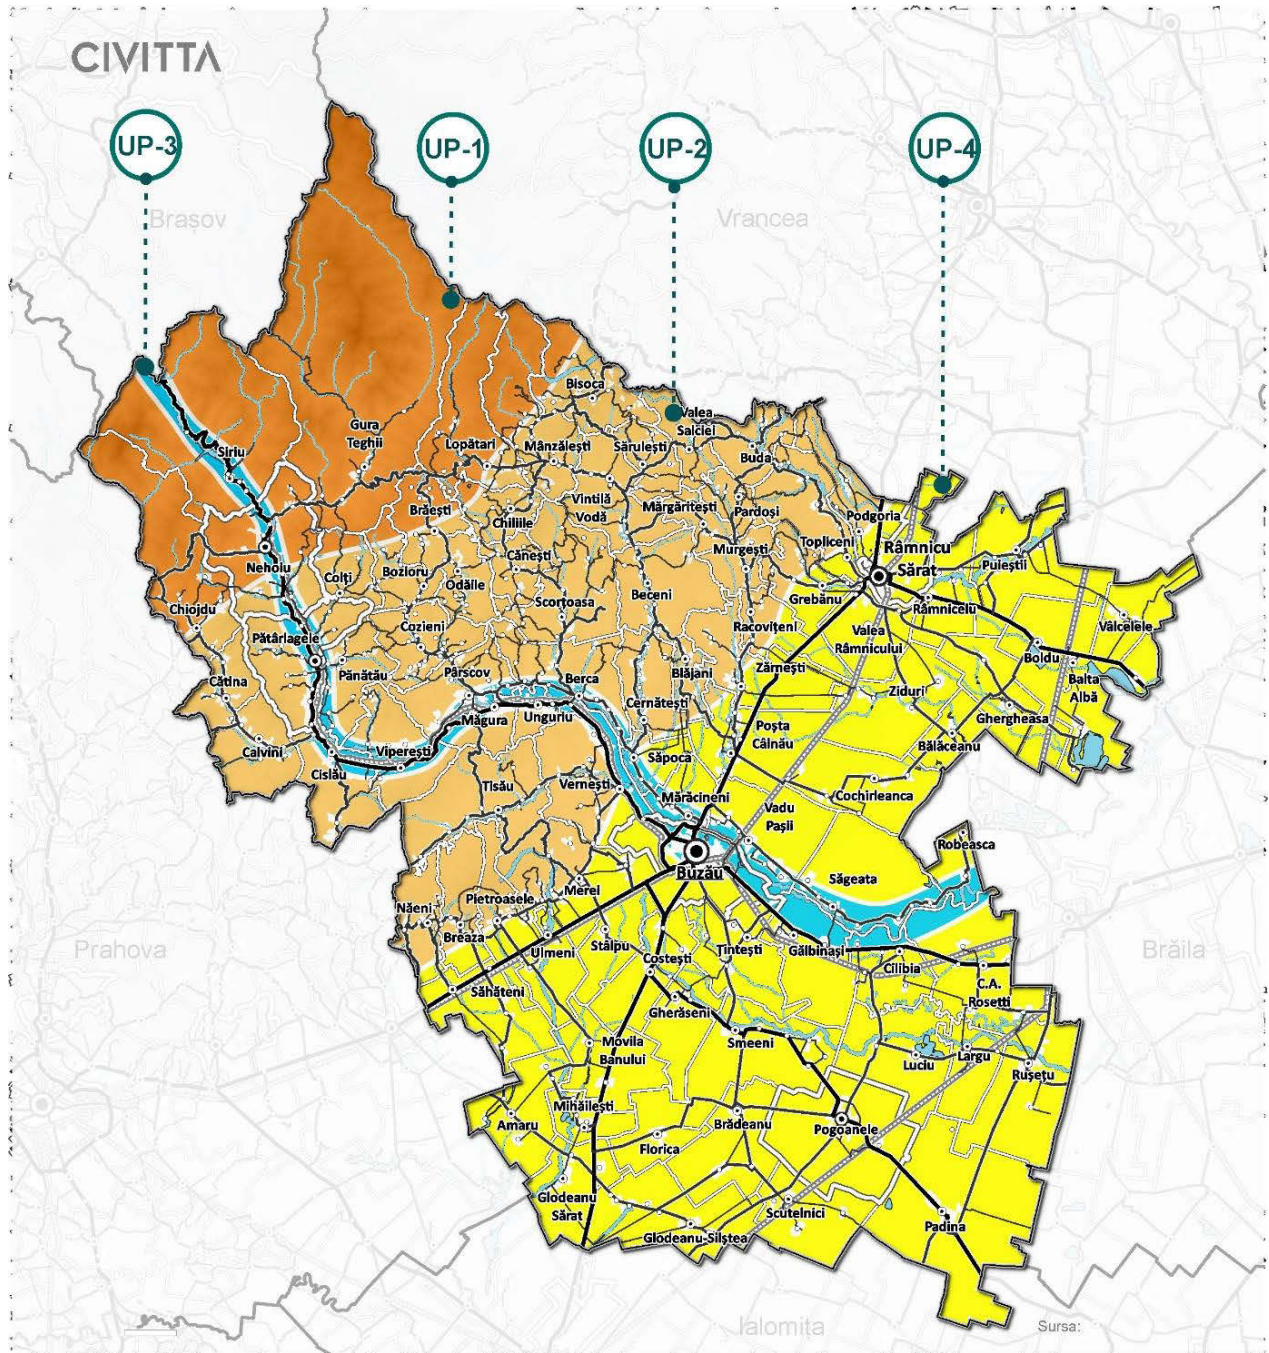 CIVITTA
UP-3
UP-1
UP-2
UP-4
Brașov
Vrancea
Bisoca
Valea
Salciei
Gura
Teghii
Siriu
Lopătari
Mânzălești
Sărulești
Buda
Brăești
Chiliile
Vintilă
Vodă
Mărgăritești
Pardoși
Podgoria
Topliceni
Râmnicu
Sărat
Puieștii
Nehoiu
Colți
Bozioru
Odăile
Cănești
Murgești
Grebănu
Râmnicelu
Chiojdu
Scorțoasa
Beceni
Racovițeni
Valea
Râmnicului
Vâlcelele
Pătârlagele
Cozieni
Pănătău
Pârscov
Berca
Blăjani
Zărnești
Boldu
Balta
Albă
Cătina
Cernătești
Ziduri
Ghergheasa
Măgura
Unguriu
Poșta
Câlnău
Bălăceanu
Calvini
Cislău
Viperești
Săpoca
Tisău
Vernești
Mărăcineni
Vadu
Pașii
Cochirleanca
Robeasca
Buzău
Săgeata
Merei
Năeni
Pietroasele
Breaza
Ulmeni
Stâlpu
Țintești
Gălbinași
Cilibia
Prahova
Brăila
Costești
C.A.
Rosetti
Săhăteni
Gherăseni
Movila
Banului
Smeeni
Luciu
Largu
Rușețu
Amaru
Mihăilești
Brădeanu
Pogoanele
Florica
Glodeanu
Sărat
Scutelnici
Padina
Glodeanu-Siliștea
Ialomița
Sursa: